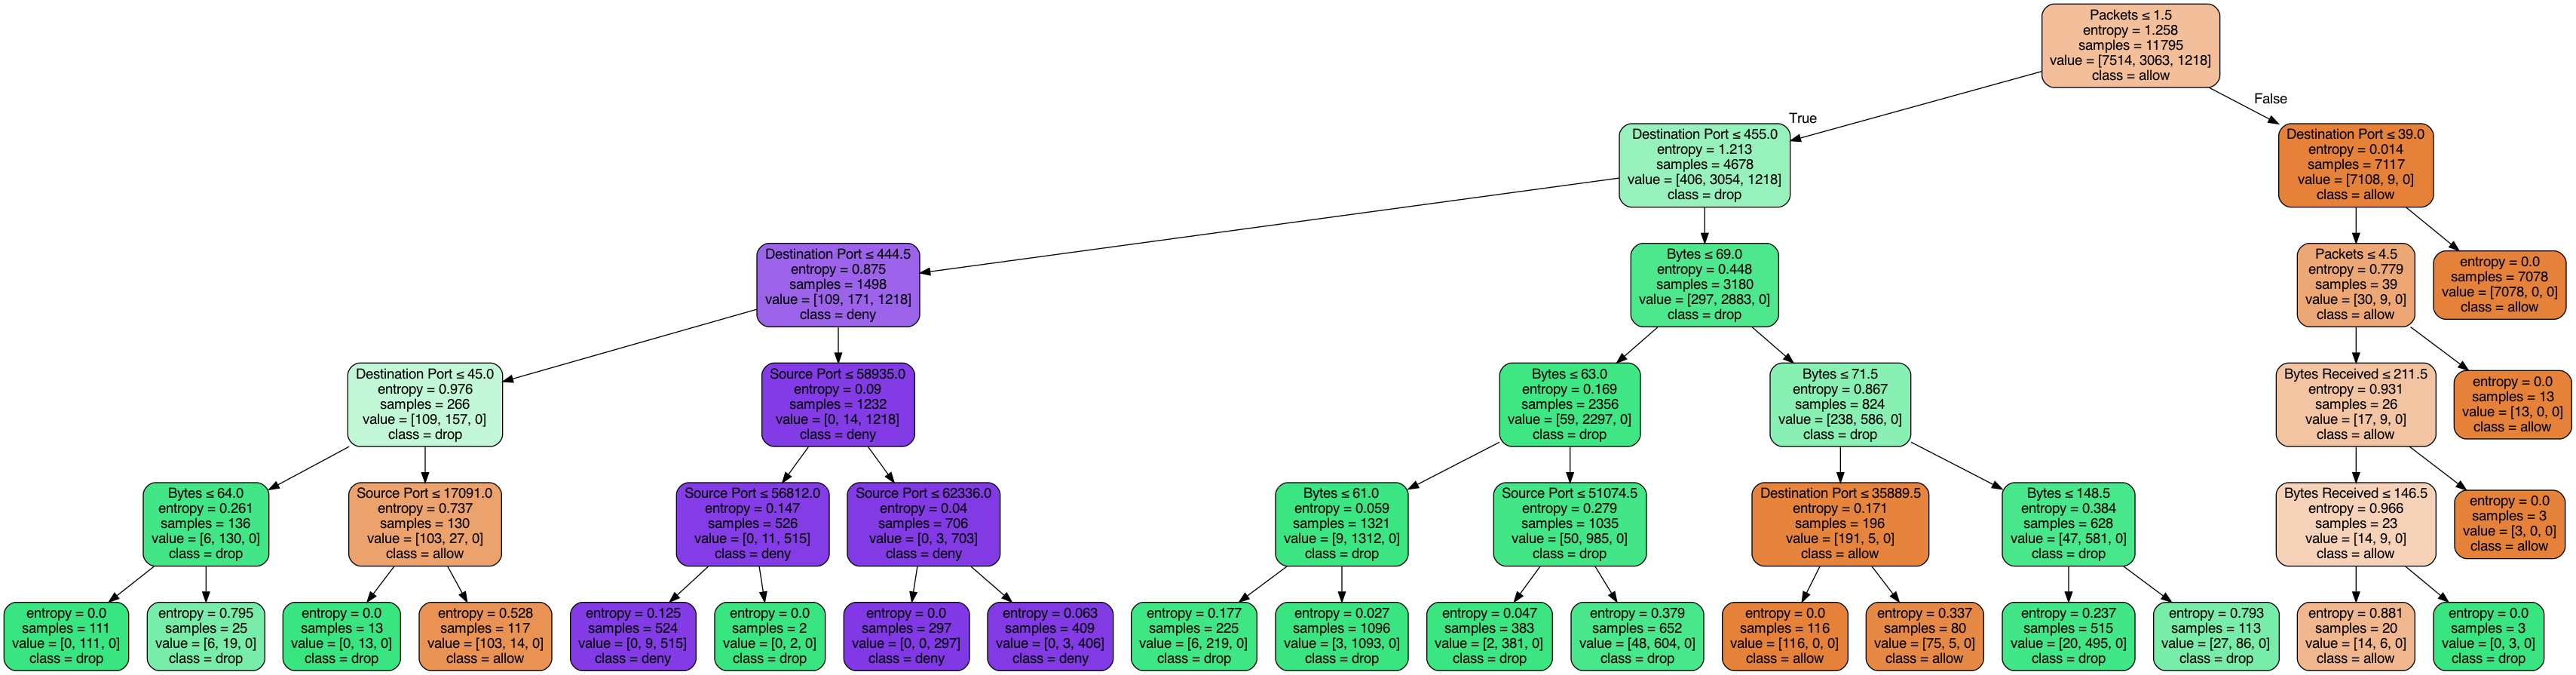 Packets ≤ 1.5
entropy = 1.258
samples = 11795
value = [7514, 3063, 1218]
class = allow
True
False
Destination Port ≤ 455.0
entropy = 1.213
samples = 4678
value = [406, 3054, 1218]
class = drop
Destination Port ≤ 39.0
entropy = 0.014
samples = 7117
value = [7108, 9, 0]
class = allow
Destination Port ≤ 444.5
entropy = 0.875
samples = 1498
value = [109, 171, 1218]
class = deny
Bytes ≤ 69.0
entropy = 0.448
samples = 3180
value = [297, 2883, 0]
class = drop
Packets ≤ 4.5
entropy = 0.779
samples = 39
value = [30, 9, 0]
class = allow
entropy = 0.0
samples = 7078
value = [7078, 0, 0]
class = allow
Destination Port ≤ 45.0
entropy = 0.976
samples = 266
value = [109, 157, 0]
class = drop
Source Port ≤ 58935.0
entropy = 0.09
samples = 1232
value = [0, 14, 1218]
class = deny
Bytes ≤ 63.0
entropy = 0.169
samples = 2356
value = [59, 2297, 0]
class = drop
Bytes ≤ 71.5
entropy = 0.867
samples = 824
value = [238, 586, 0]
class = drop
Bytes Received ≤ 211.5
entropy = 0.931
samples = 26
value = [17, 9, 0]
class = allow
entropy = 0.0
samples = 13
value = [13, 0, 0]
class = allow
Bytes ≤ 64.0
entropy = 0.261
samples = 136
value = [6, 130, 0]
class = drop
Source Port ≤ 17091.0
entropy = 0.737
samples = 130
value = [103, 27, 0]
class = allow
Source Port ≤ 56812.0
entropy = 0.147
samples = 526
value = [0, 11, 515]
class = deny
Source Port ≤ 62336.0
entropy = 0.04
samples = 706
value = [0, 3, 703]
class = deny
Bytes ≤ 61.0
entropy = 0.059
samples = 1321
value = [9, 1312, 0]
class = drop
Source Port ≤ 51074.5
entropy = 0.279
samples = 1035
value = [50, 985, 0]
class = drop
Destination Port ≤ 35889.5
entropy = 0.171
samples = 196
value = [191, 5, 0]
class = allow
Bytes ≤ 148.5
entropy = 0.384
samples = 628
value = [47, 581, 0]
class = drop
Bytes Received ≤ 146.5
entropy = 0.966
samples = 23
value = [14, 9, 0]
class = allow
entropy = 0.0
samples = 3
value = [3, 0, 0]
class = allow
entropy = 0.0
samples = 111
value = [0, 111, 0]
class = drop
entropy = 0.795
samples = 25
value = [6, 19, 0]
class = drop
entropy = 0.0
samples = 13
value = [0, 13, 0]
class = drop
entropy = 0.528
samples = 117
value = [103, 14, 0]
class = allow
entropy = 0.125
samples = 524
value = [0, 9, 515]
class = deny
entropy = 0.0
samples = 2
value = [0, 2, 0]
class = drop
entropy = 0.0
samples = 297
value = [0, 0, 297]
class = deny
entropy = 0.063
samples = 409
value = [0, 3, 406]
class = deny
entropy = 0.177
samples = 225
value = [6, 219, 0]
class = drop
entropy = 0.027
samples = 1096
value = [3, 1093, 0]
class = drop
entropy = 0.047
samples = 383
value = [2, 381, 0]
class = drop
entropy = 0.379
samples = 652
value = [48, 604, 0]
class = drop
entropy = 0.0
samples = 116
value = [116, 0, 0]
class = allow
entropy = 0.337
samples = 80
value = [75, 5, 0]
class = allow
entropy = 0.237
samples = 515
value = [20, 495, 0]
class = drop
entropy = 0.793
samples = 113
value = [27, 86, 0]
class = drop
entropy = 0.881
samples = 20
value = [14, 6, 0]
class = allow
entropy = 0.0
samples = 3
value = [0, 3, 0]
class = drop